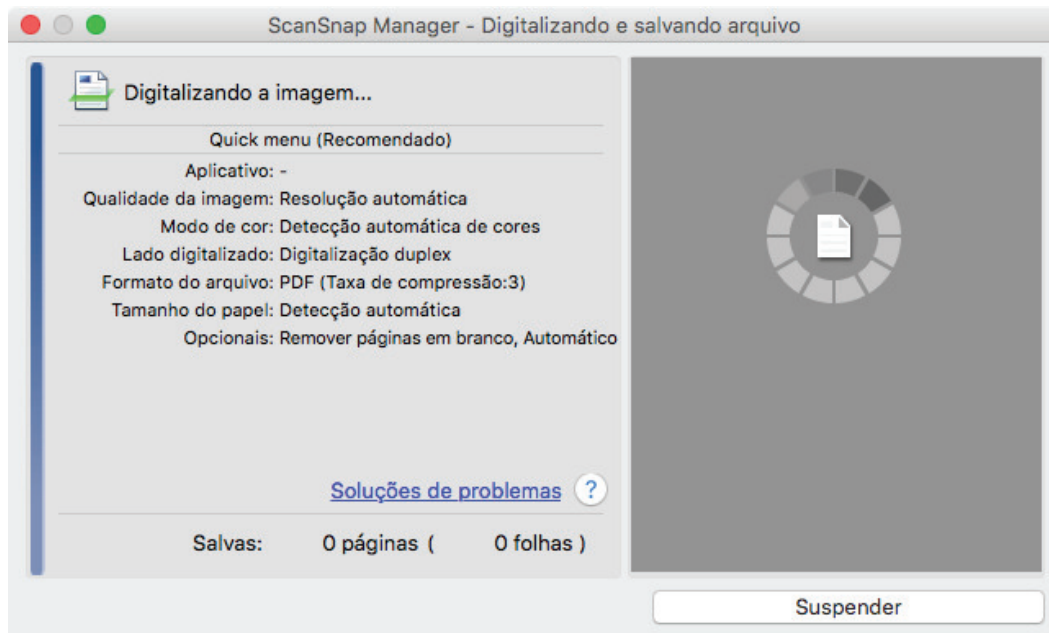 ScanSnap Manager - Digitalizando e salvando arquivo
Digitalizando a imagem...
Quick menu (Recomendado)
Aplicativo: -
Qualidade da imagem: Resolução automática
Modo de cor: Detecção automática de cores
Lado digitalizado: Digitalização duplex
Formato do arquivo: PDF (Taxa de compressão:3)
Tamanho do papel: Detecção automática
Opcionais: Remover páginas em branco, Automático
Soluções de problemas ?
Salvas: 0 páginas ( 0 folhas )
Suspender